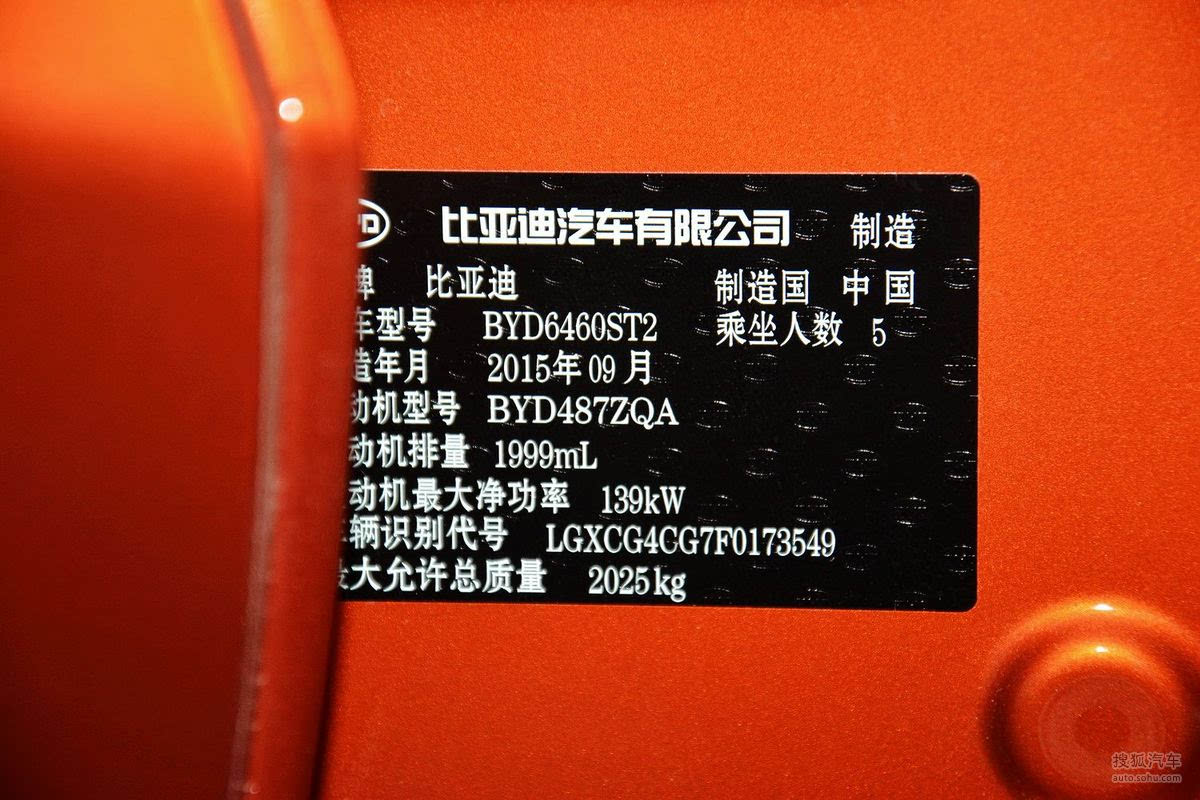 比亚迪汽车有限公司 制造
牌 比亚迪 制造国 中国
车型号 BYD6460ST2 乘坐人数 5
造年月 2015年09月
动机型号 BYD487ZQA
动机排量 1999mL
动机最大净功率 139kW
车辆识别代号 LGXCG4CG7F0173549
最大允许总质量 2025kg
搜狐汽车
auto.sohu.com